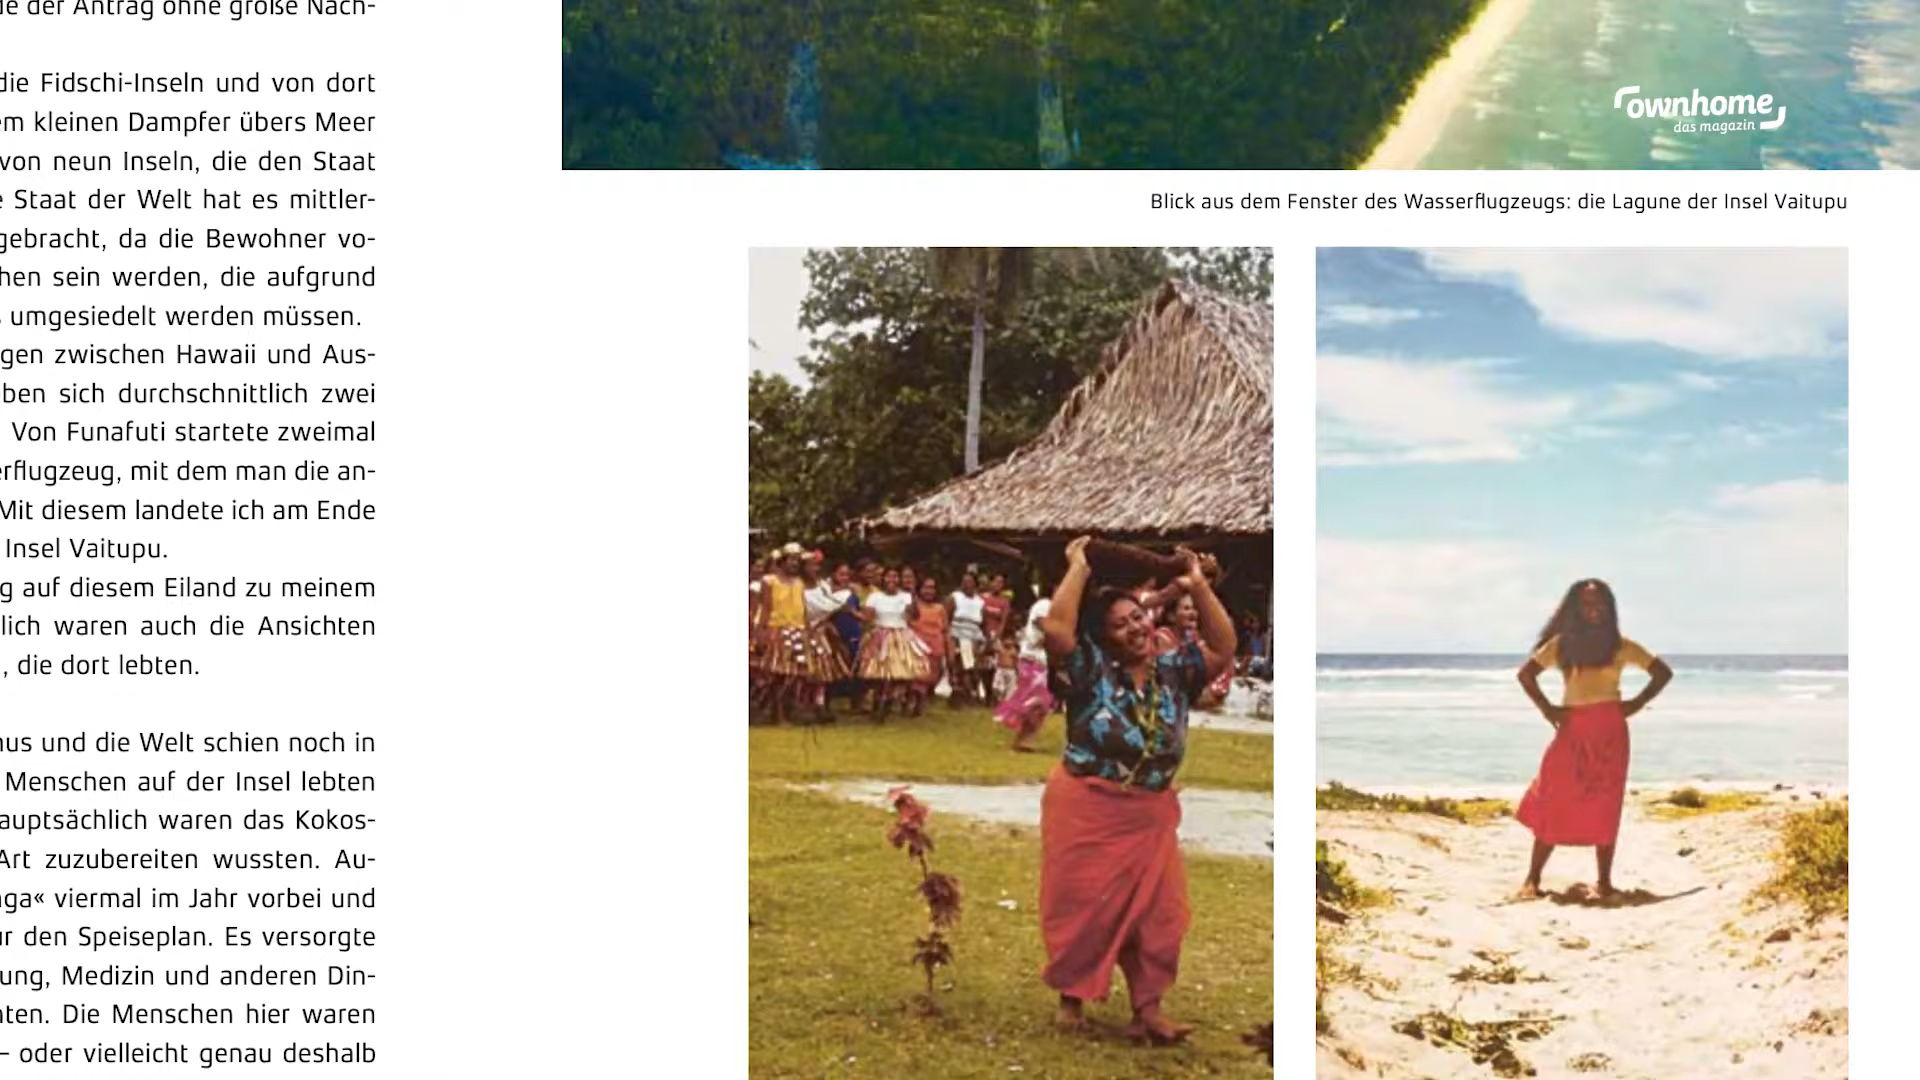 de der Antrag ohne große Nach-
die Fidschi-Inseln und von dort
em kleinen Dampfer übers Meer
von neun Inseln, die den Staat
e Staat der Welt hat es mittler-
gebracht, da die Bewohner vo-
hen sein werden, die aufgrund
s umgesiedelt werden müssen.
gen zwischen Hawaii und Aus-
ben sich durchschnittlich zwei
Von Funafuti startete zweimal
erflugzeug, mit dem man die an-
Mit diesem landete ich am Ende
Insel Vaitupu.
g auf diesem Eiland zu meinem
lich waren auch die Ansichten
, die dort lebten.
nus und die Welt schien noch in
Menschen auf der Insel lebten
auptsächlich waren das Kokos-
Art zuzubereiten wussten. Au-
nga« viermal im Jahr vorbei und
ür den Speiseplan. Es versorgte
ung, Medizin und anderen Din-
nten. Die Menschen hier waren
– oder vielleicht genau deshalb
ownhome
das magazin
Blick aus dem Fenster des Wasserflugzeugs: die Lagune der Insel Vaitupu